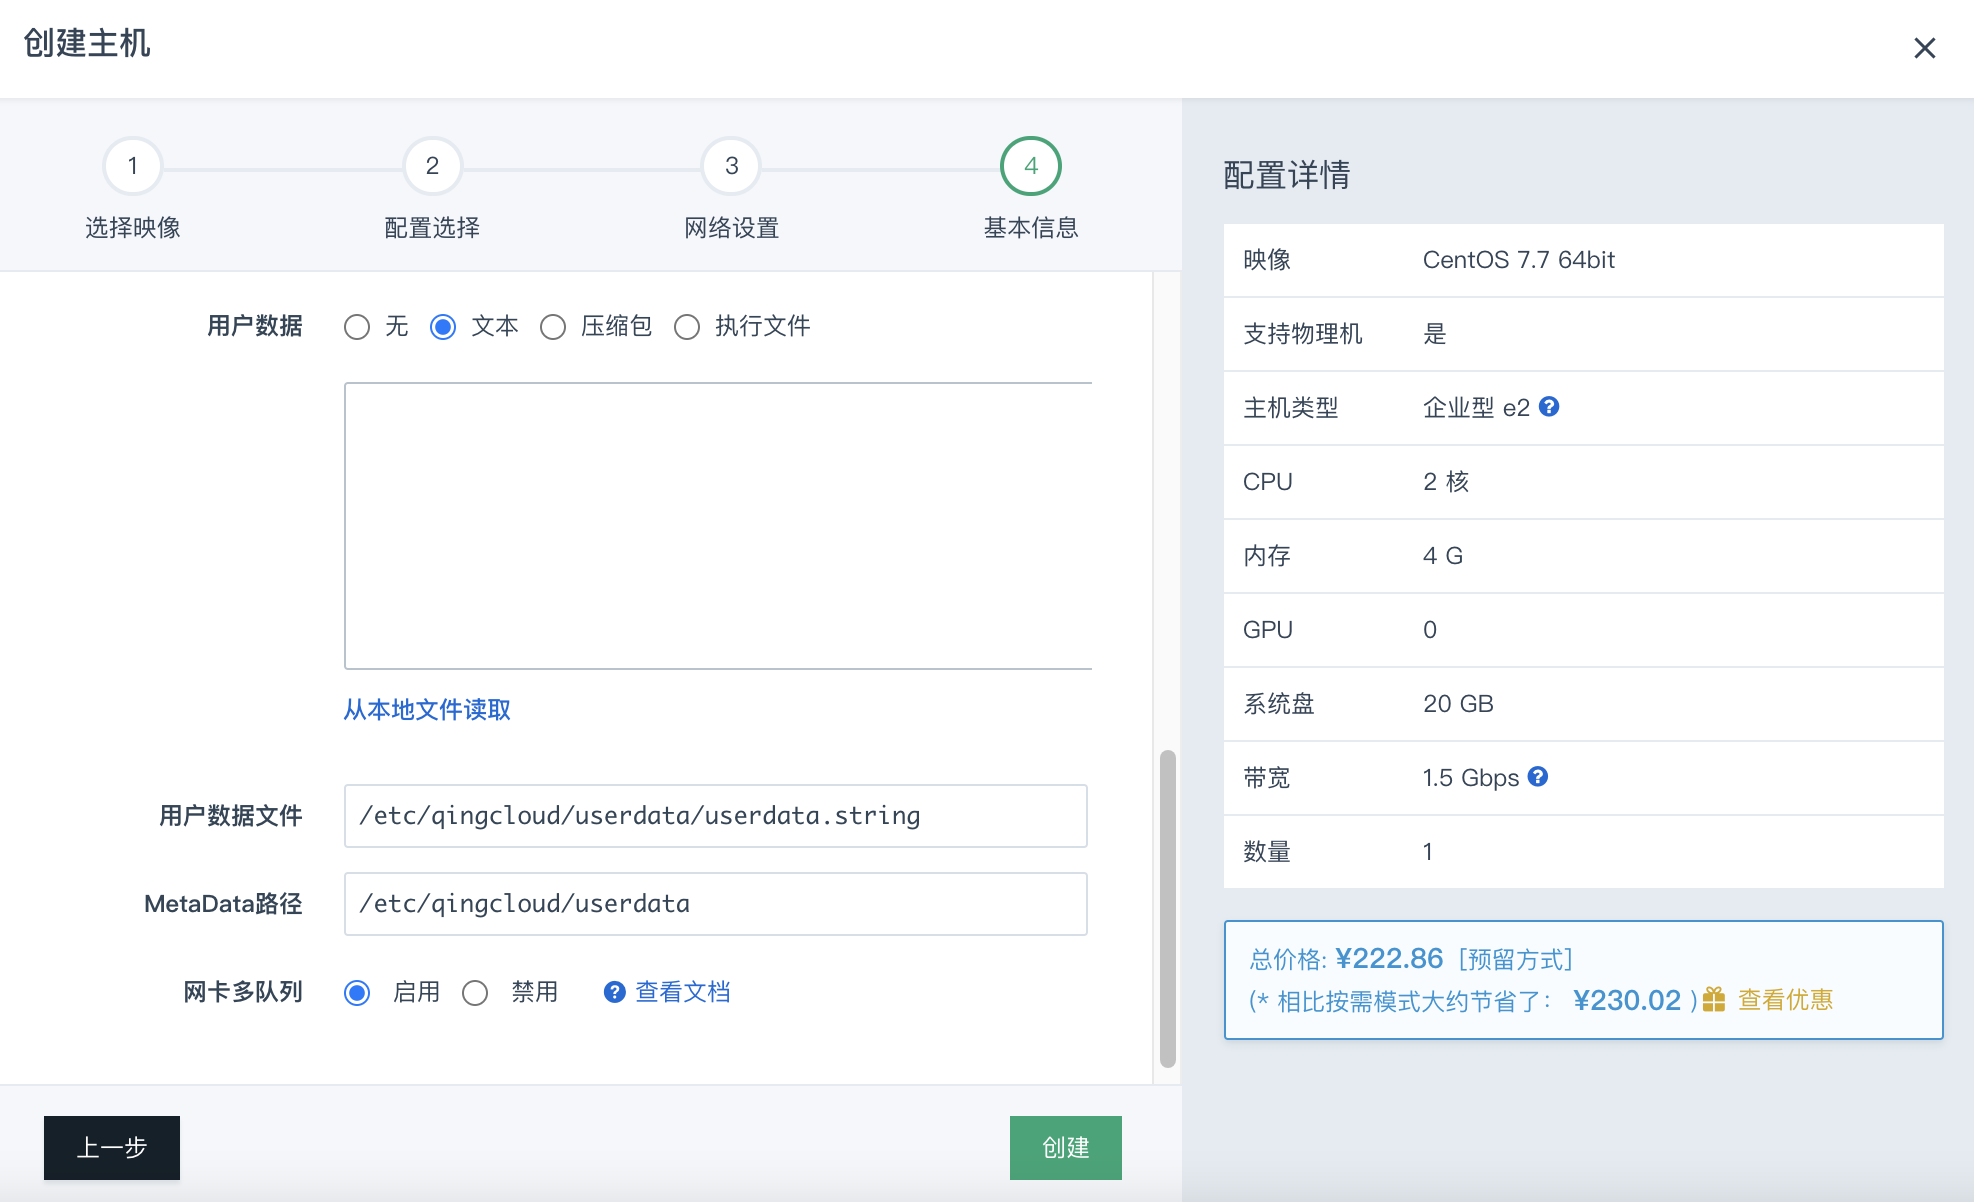 创建主机
1
2
3
4
选择映像
配置选择
网络设置
基本信息
用户数据 无 文本 压缩包 执行文件
从本地文件读取
用户数据文件 /etc/qingcloud/userdata/userdata.string
MetaData路径 /etc/qingcloud/userdata
网卡多队列 启用 禁用 ? 查看文档
上一步
创建
配置详情
映像 CentOS 7.7 64bit
支持物理机 是
主机类型 企业型 e2 ?
CPU 2 核
内存 4 G
GPU 0
系统盘 20 GB
带宽 1.5 Gbps ?
数量 1
总价格: ¥222.86 [预留方式]
(* 相比按需模式大约节省了: ¥230.02 ) 查看优惠